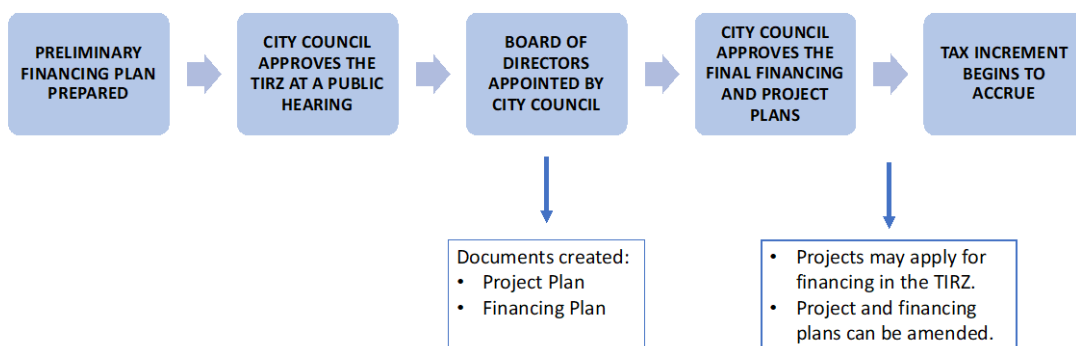 PRELIMINARY
FINANCING PLAN
PREPARED
CITY COUNCIL
APPROVES THE
TIRZ AT A PUBLIC
HEARING
BOARD OF
DIRECTORS
APPOINTED BY
CITY COUNCIL
CITY COUNCIL
APPROVES THE
FINAL FINANCING
AND PROJECT
PLANS
TAX INCREMENT
BEGINS TO
ACCRUE
Documents created:
• Project Plan
• Financing Plan
• Projects may apply for
financing in the TIRZ.
• Project and financing
plans can be amended.